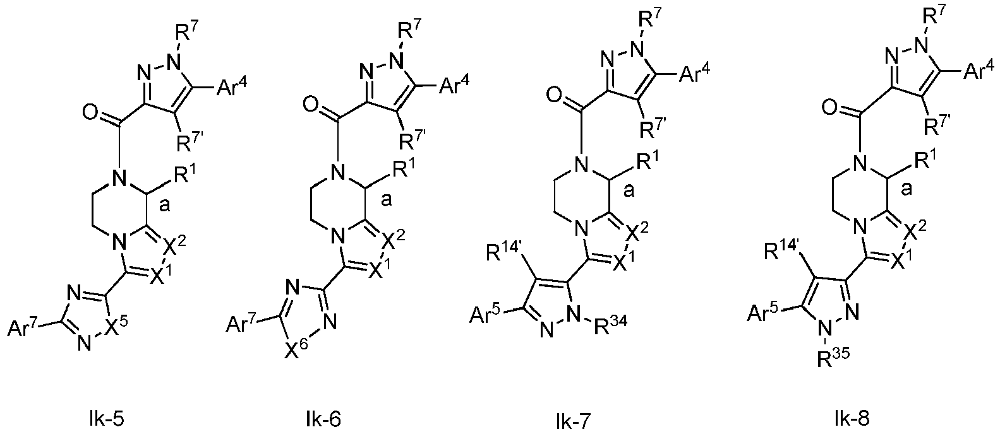 R7 R7 R7 R7
N N N N N N N N
Ar4 Ar4 Ar4 Ar4
O O O O
R7' R7' R7' R7'
N R1 N R1 N R1 N R1
a a a a
N X2 N X2 N X2 N X2
X1 X1 R14' X1 R14' X1
N N
Ar7 X5 Ar7 N Ar5 N Ar5 N
N X6 N R34 N
R35
Ik-5 Ik-6 Ik-7 Ik-8